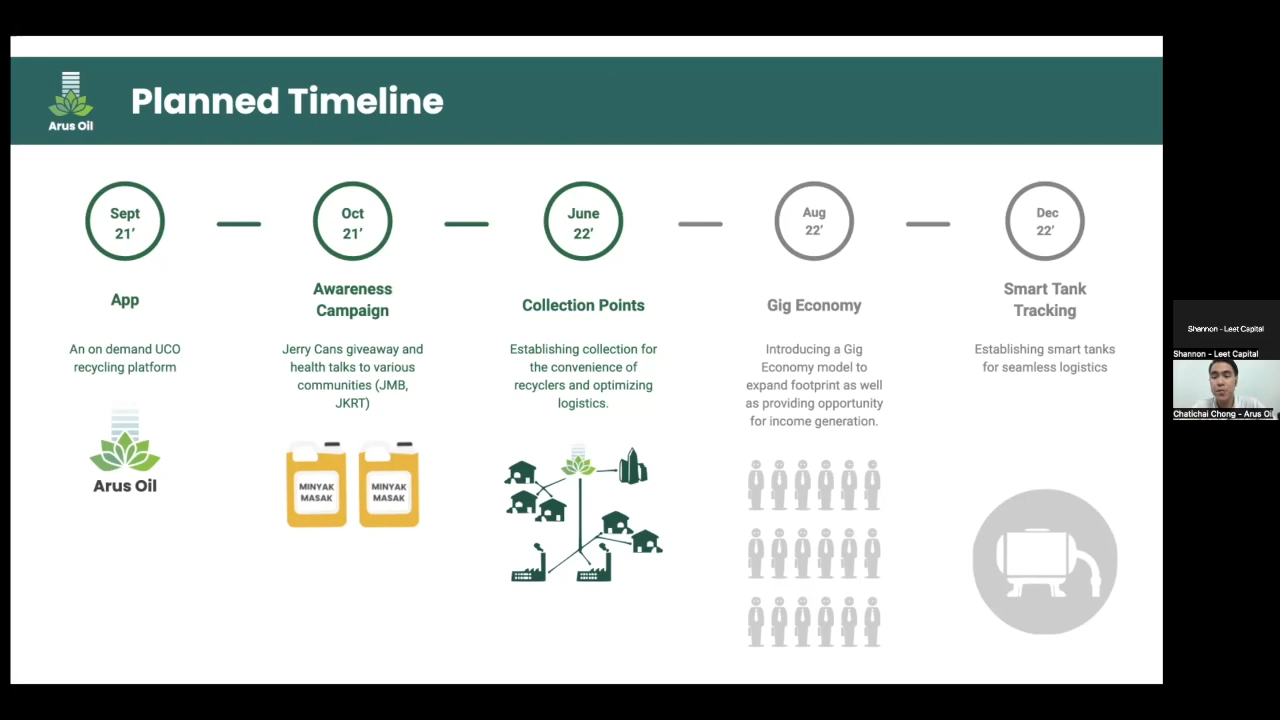 Arus Oil
Planned Timeline
Sept
21’
Oct
21’
June
22’
Aug
22’
Dec
22’
App
An on demand UCO
recycling platform
Arus Oil
Awareness
Campaign
Jerry Cans giveaway and
health talks to various
communities (JMB,
JKRT)
MINYAK
MASAK
MINYAK
MASAK
Collection Points
Establishing collection for
the convenience of
recyclers and optimizing
logistics.
Gig Economy
Introducing a Gig
Economy model to
expand footprint as well
as providing opportunity
for income generation.
Smart Tank
Tracking
Establishing smart tanks
for seamless logistics
Shannon - Leet Capital
Shannon - Leet Capital
Chatichai Chong - Arus Oil